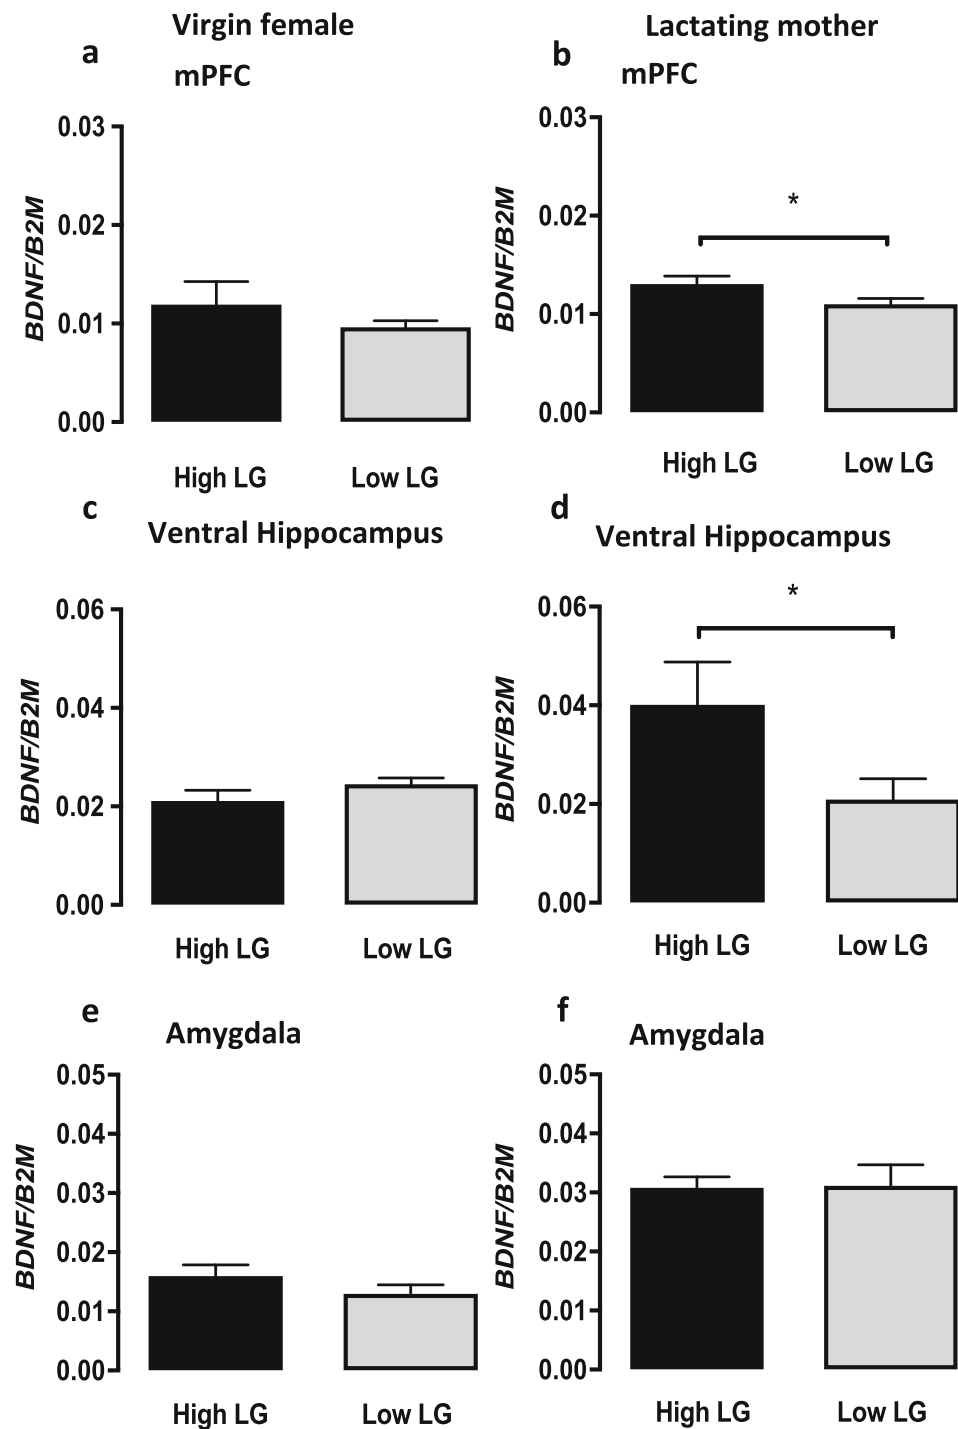 Virgin female
Lactating mother
a
mPFC
0.03
0.02
0.01
0.00
BDNF/B2M
High LG
Low LG
b
mPFC
0.03
0.02
0.01
0.00
BDNF/B2M
*
High LG
Low LG
c
Ventral Hippocampus
0.06
0.04
0.02
0.00
BDNF/B2M
High LG
Low LG
d
Ventral Hippocampus
0.06
0.04
0.02
0.00
BDNF/B2M
*
High LG
Low LG
e
Amygdala
0.05
0.04
0.03
0.02
0.01
0.00
BDNF/B2M
High LG
Low LG
f
Amygdala
0.05
0.04
0.03
0.02
0.01
0.00
BDNF/B2M
High LG
Low LG